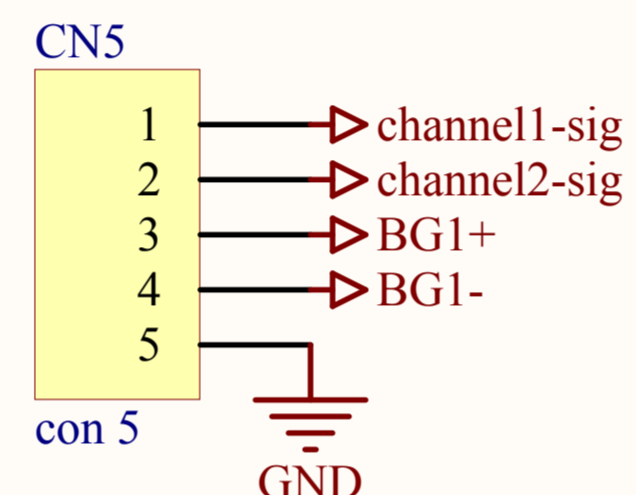 CN5
1 channel1-sig
2 channel2-sig
3 BG1+
4 BG1-
5
con 5
GND